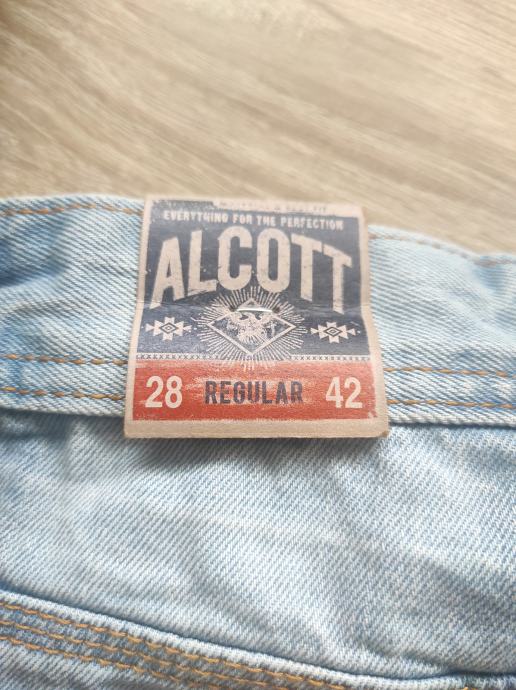 EVERYTHING FOR THE PERFECTION
ALCOTT
28 REGULAR 42